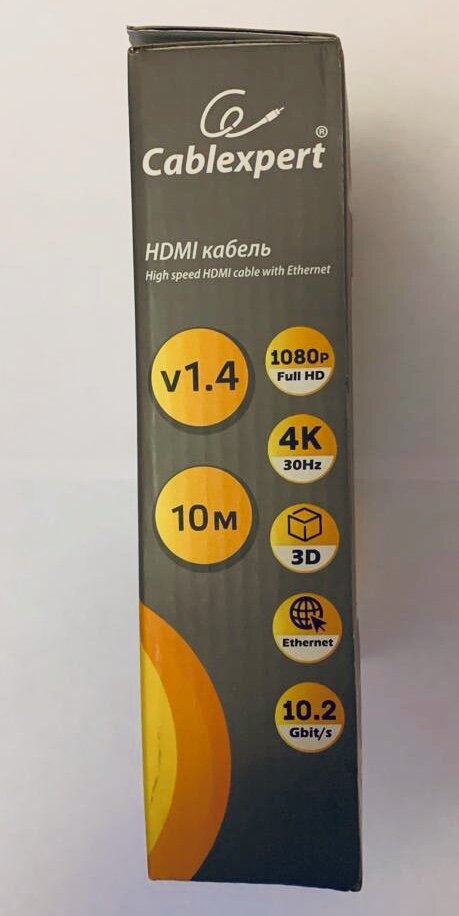 Cablexpert®
HDMI кабель
High speed HDMI cable with Ethernet
v1.4
1080p
Full HD
4K
30Hz
10м
3D
Ethernet
10.2
Gbit/s